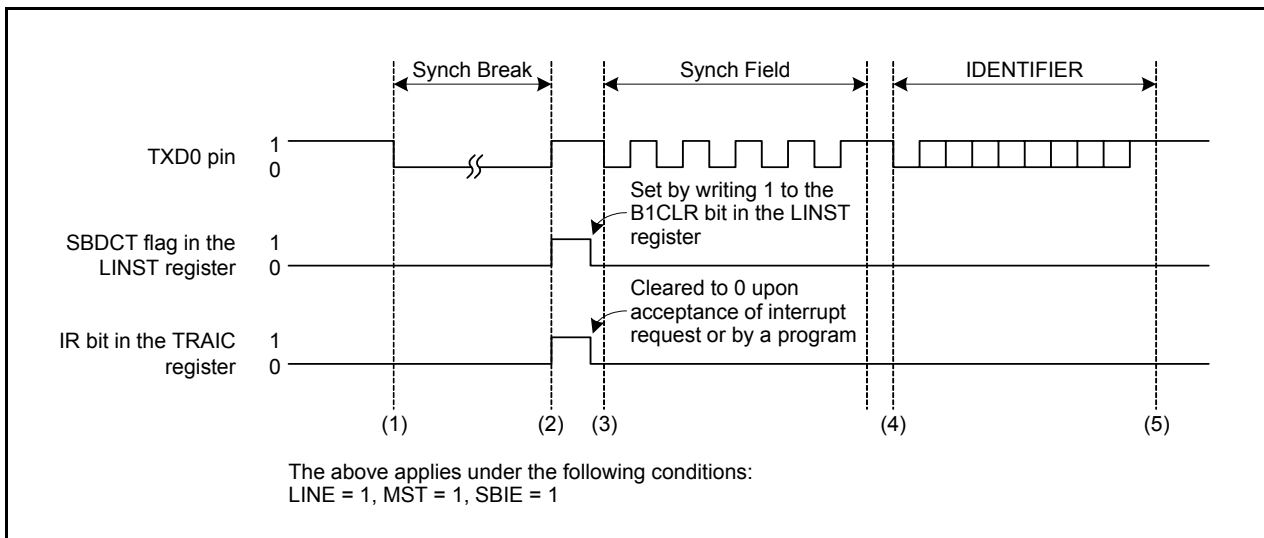 Synch Break Synch Field IDENTIFIER
TXD0 pin 1
0
Set by writing 1 to the
B1CLR bit in the LINST
register
SBDCT flag in the
LINST register
1
0
Cleared to 0 upon
acceptance of interrupt
request or by a program
IR bit in the TRAIC
register
1
0
(1) (2) (3) (4) (5)
The above applies under the following conditions:
LINE = 1, MST = 1, SBIE = 1